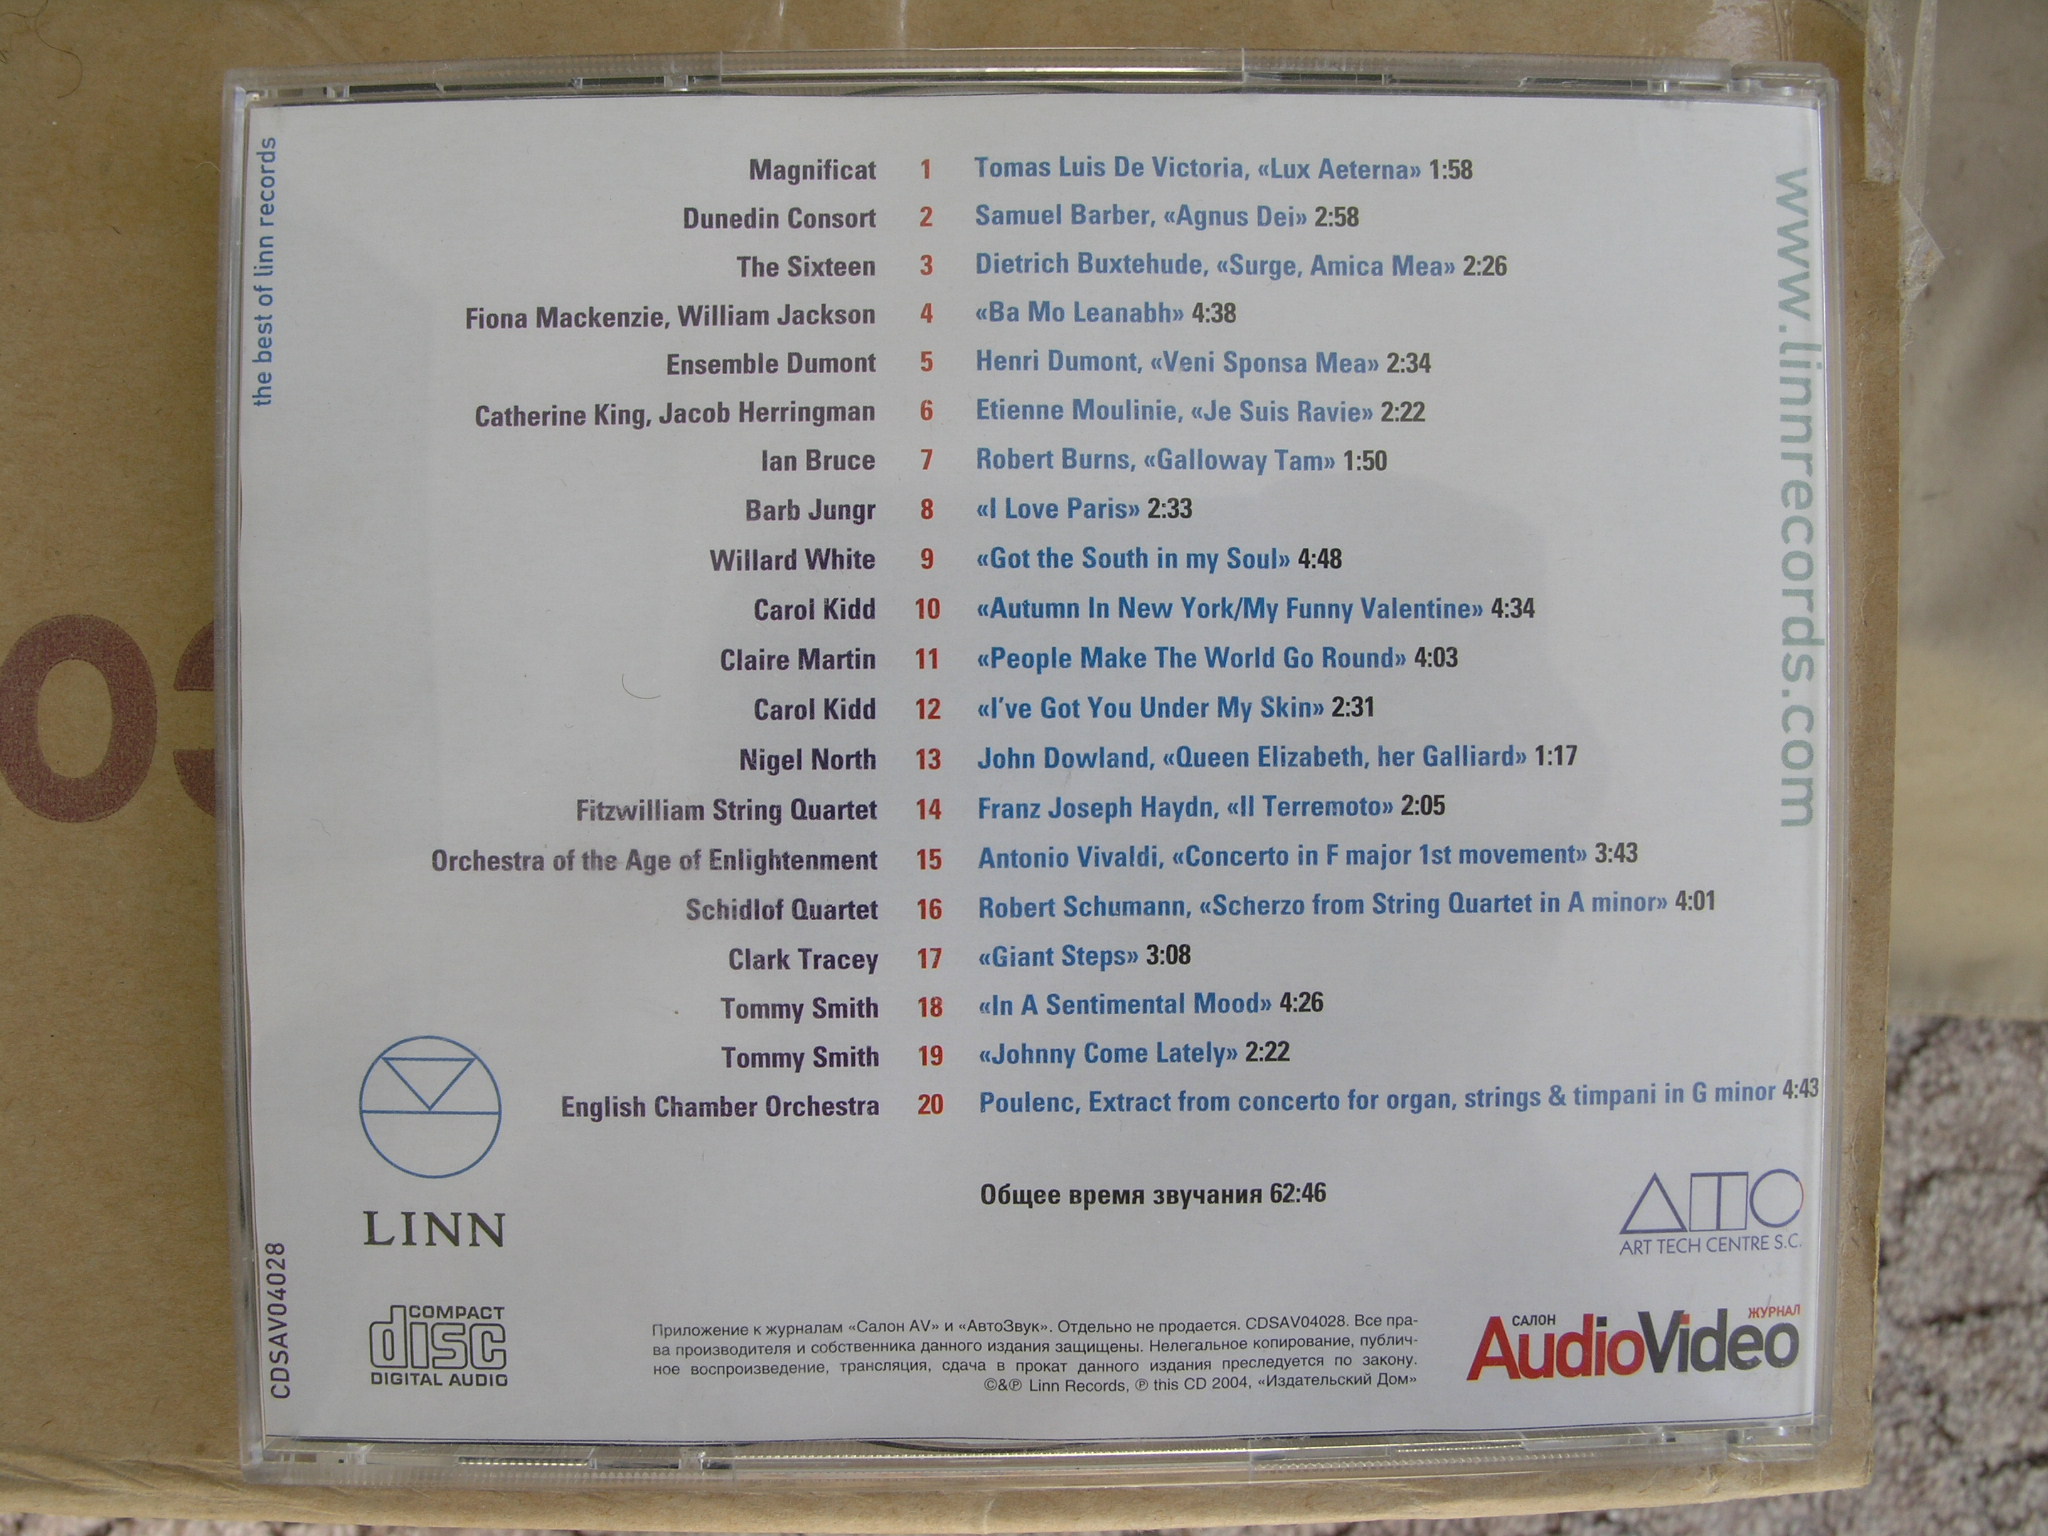 the best of linn records
Magnificat 1 Tomas Luis De Victoria, «Lux Aeterna» 1:58
Dunedin Consort 2 Samuel Barber, «Agnus Dei» 2:58
The Sixteen 3 Dietrich Buxtehude, «Surge, Amica Mea» 2:26
Fiona Mackenzie, William Jackson 4 «Ba Mo Leanabh» 4:38
Ensemble Dumont 5 Henri Dumont, «Veni Sponsa Mea» 2:34
Catherine King, Jacob Herringman 6 Etienne Moulinie, «Je Suis Ravie» 2:22
Ian Bruce 7 Robert Burns, «Galloway Tam» 1:50
Barb Jungr 8 «I Love Paris» 2:33
Willard White 9 «Got the South in my Soul» 4:48
Carol Kidd 10 «Autumn In New York/My Funny Valentine» 4:34
Claire Martin 11 «People Make The World Go Round» 4:03
Carol Kidd 12 «I've Got You Under My Skin» 2:31
Nigel North 13 John Dowland, «Queen Elizabeth, her Galliard» 1:17
Fitzwilliam String Quartet 14 Franz Joseph Haydn, «Il Terremoto» 2:05
Orchestra of the Age of Enlightenment 15 Antonio Vivaldi, «Concerto in F major 1st movement» 3:43
Schidlof Quartet 16 Robert Schumann, «Scherzo from String Quartet in A minor» 4:01
Clark Tracey 17 «Giant Steps» 3:08
Tommy Smith 18 «In A Sentimental Mood» 4:26
Tommy Smith 19 «Johnny Come Lately» 2:22
English Chamber Orchestra 20 Poulenc, Extract from concerto for organ, strings & timpani in G minor 4:43
www.linnrecords.com
Общее время звучания 62:46
LINN
ATC
ART TECH CENTRE S.C.
CDSAV04028
COMPACT
disc
DIGITAL AUDIO
Приложение к журналам «Салон AV» и «АвтоЗвук». Отдельно не продается. CDSAV04028. Все пра-
ва производителя и собственника данного издания защищены. Нелегальное копирование, публич-
ное воспроизведение, трансляция, сдача в прокат данного издания преследуется по закону.
©&℗ Linn Records, ℗ this CD 2004, «Издательский Дом»
САЛОН ЖУРНАЛ
AudioVideo